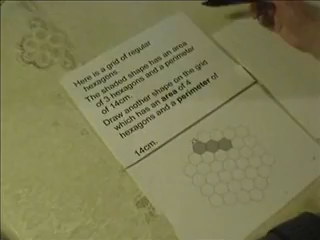 Here is a grid of regular
hexagons
The shaded shape has an area
of 3 hexagons and a perimeter
of 14cm.
Draw another shape on the grid
which has an area of 4
hexagons and a perimeter of
14cm.